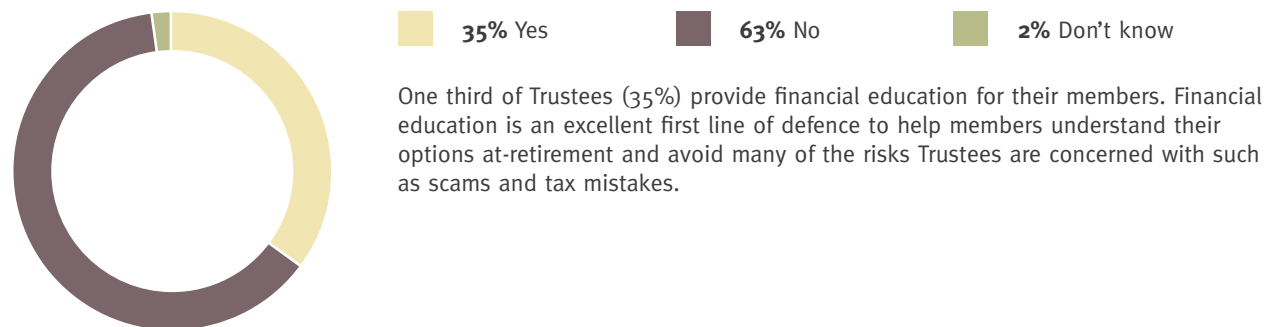 35% Yes 63% No 2% Don’t know
One third of Trustees (35%) provide financial education for their members. Financial
education is an excellent first line of defence to help members understand their
options at-retirement and avoid many of the risks Trustees are concerned with such
as scams and tax mistakes.